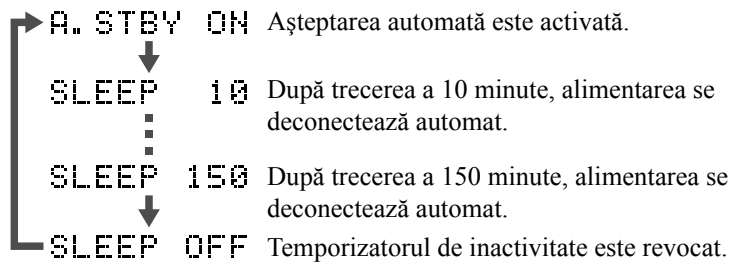 A. STBY ON Aşteptarea automată este activată.
SLEEP 10 După trecerea a 10 minute, alimentarea se
deconectează automat.
SLEEP 150 După trecerea a 150 minute, alimentarea se
deconectează automat.
SLEEP OFF Temporizatorul de inactivitate este revocat.